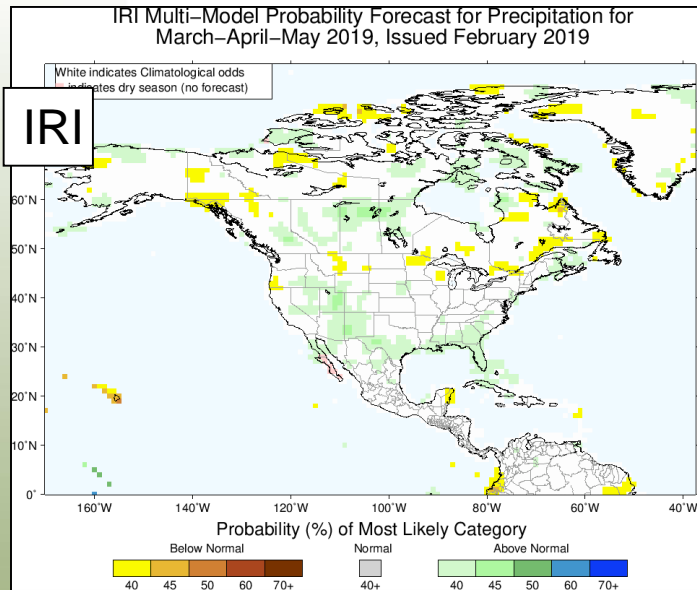 IRI Multi−Model Probability Forecast for Precipitation for
March−April−May 2019, Issued February 2019
White indicates Climatological odds
indicates dry season (no forecast)
IRI
60˚N
50˚N
40˚N
30˚N
20˚N
10˚N
0˚
160˚W 140˚W 120˚W 100˚W 80˚W 60˚W 40˚W
Probability (%) of Most Likely Category
Below Normal Normal Above Normal
40 45 50 60 70+ 40+ 40 45 50 60 70+